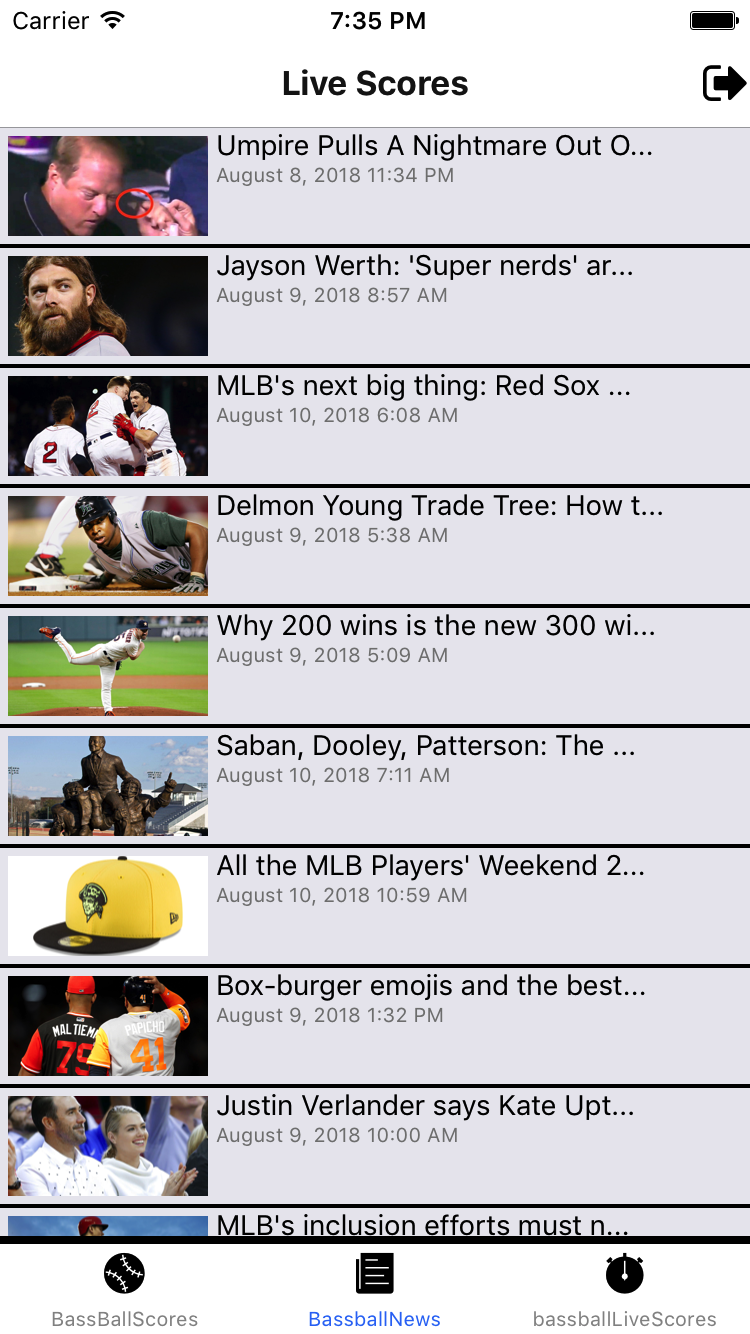 Carrier 7:35 PM
Live Scores
Umpire Pulls A Nightmare Out O...
August 8, 2018 11:34 PM
Jayson Werth: 'Super nerds' ar...
August 9, 2018 8:57 AM
MLB's next big thing: Red Sox ...
August 10, 2018 6:08 AM
2
2
Delmon Young Trade Tree: How t...
August 9, 2018 5:38 AM
Why 200 wins is the new 300 wi...
August 9, 2018 5:09 AM
Saban, Dooley, Patterson: The ...
August 10, 2018 7:11 AM
All the MLB Players' Weekend 2...
August 10, 2018 10:59 AM
Box-burger emojis and the best...
August 9, 2018 1:32 PM
MALTIEM
75
PAPICHO
41
Justin Verlander says Kate Upt...
August 9, 2018 10:00 AM
MLB's inclusion efforts must n...
BassBallScores BassballNews bassballLiveScores